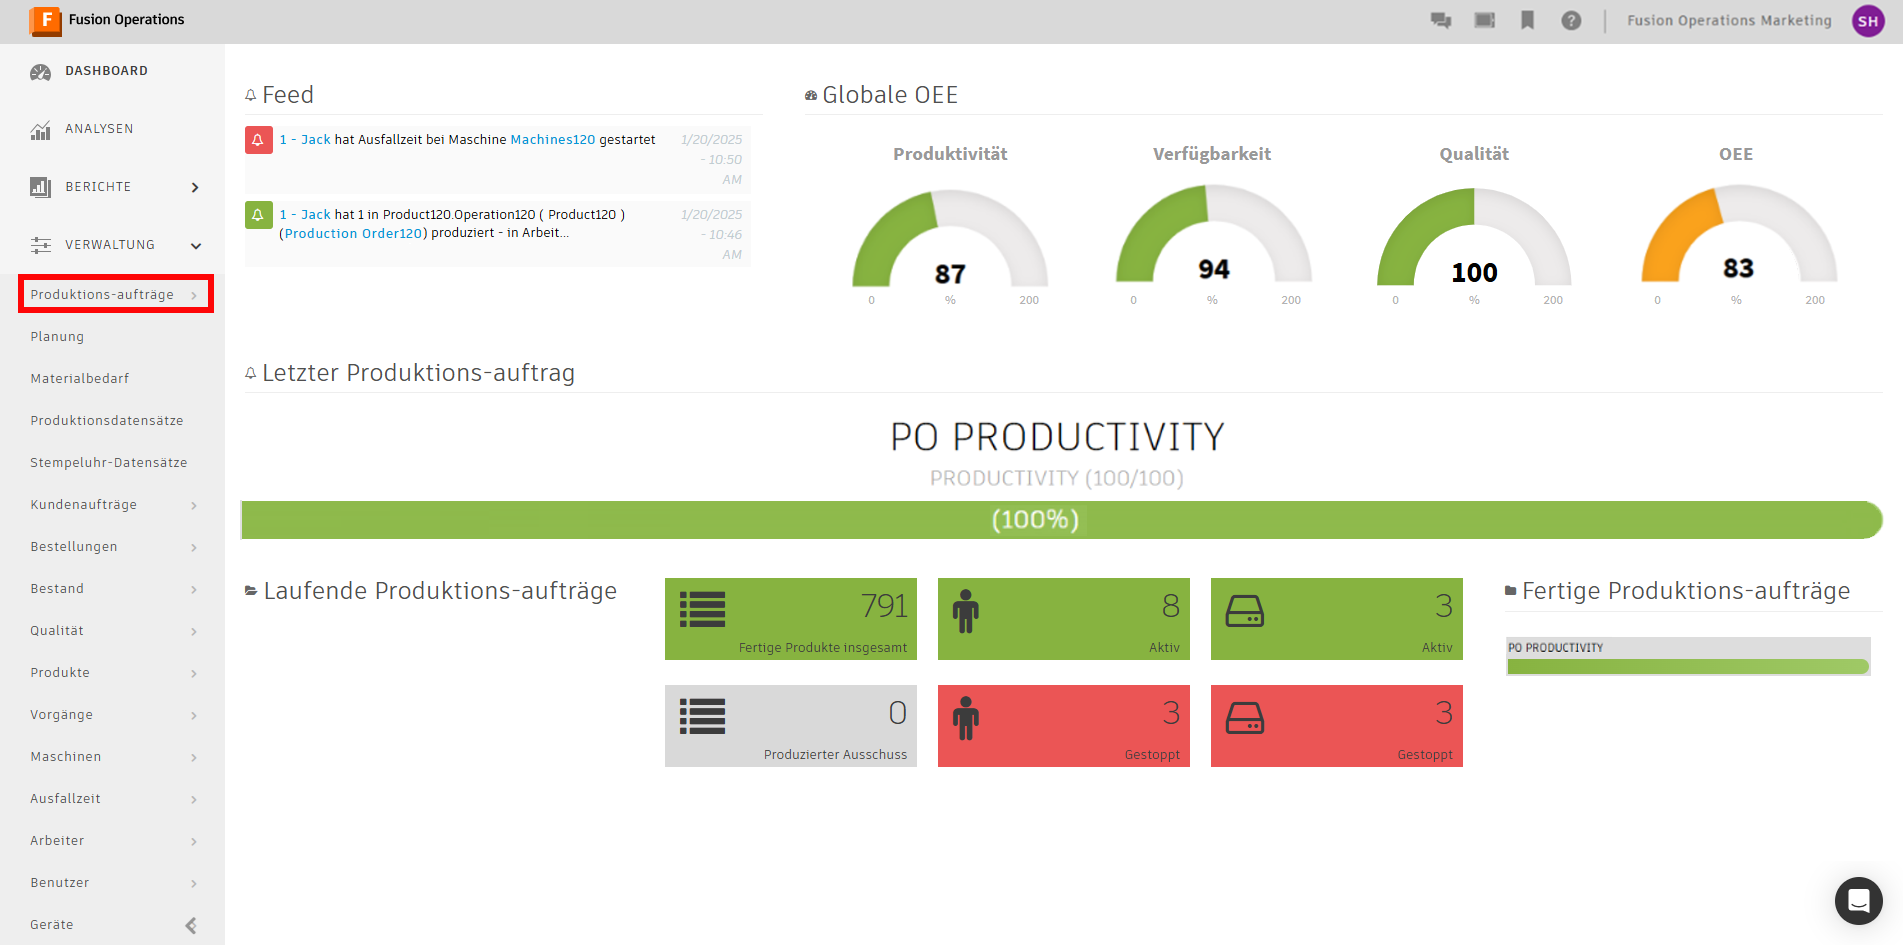 F Fusion Operations
Fusion Operations Marketing SH
DASHBOARD
ANALYSEN
BERICHTE
VERWALTUNG
Produktions-aufträge
Planung
Materialbedarf
Produktionsdatensätze
Stempeluhr-Datensätze
Kundenaufträge
Bestellungen
Bestand
Qualität
Produkte
Vorgänge
Maschinen
Ausfallzeit
Arbeiter
Benutzer
Geräte
Feed
1 - Jack hat Ausfallzeit bei Maschine Machines120 gestartet
1/20/2025
- 10:50
AM
1 - Jack hat 1 in Product120.Operation120 ( Product120 )
(Production Order120) produziert - in Arbeit...
1/20/2025
- 10:46
AM
Globale OEE
Produktivität
87
0 % 200
Verfügbarkeit
94
0 % 200
Qualität
100
0 % 200
OEE
83
0 % 200
Letzter Produktions-auftrag
PO PRODUCTIVITY
PRODUCTIVITY (100/100)
(100%)
Laufende Produktions-aufträge
791
Fertige Produkte insgesamt
8
Aktiv
3
Aktiv
0
Produzierter Ausschuss
3
Gestoppt
3
Gestoppt
Fertige Produktions-aufträge
PO PRODUCTIVITY